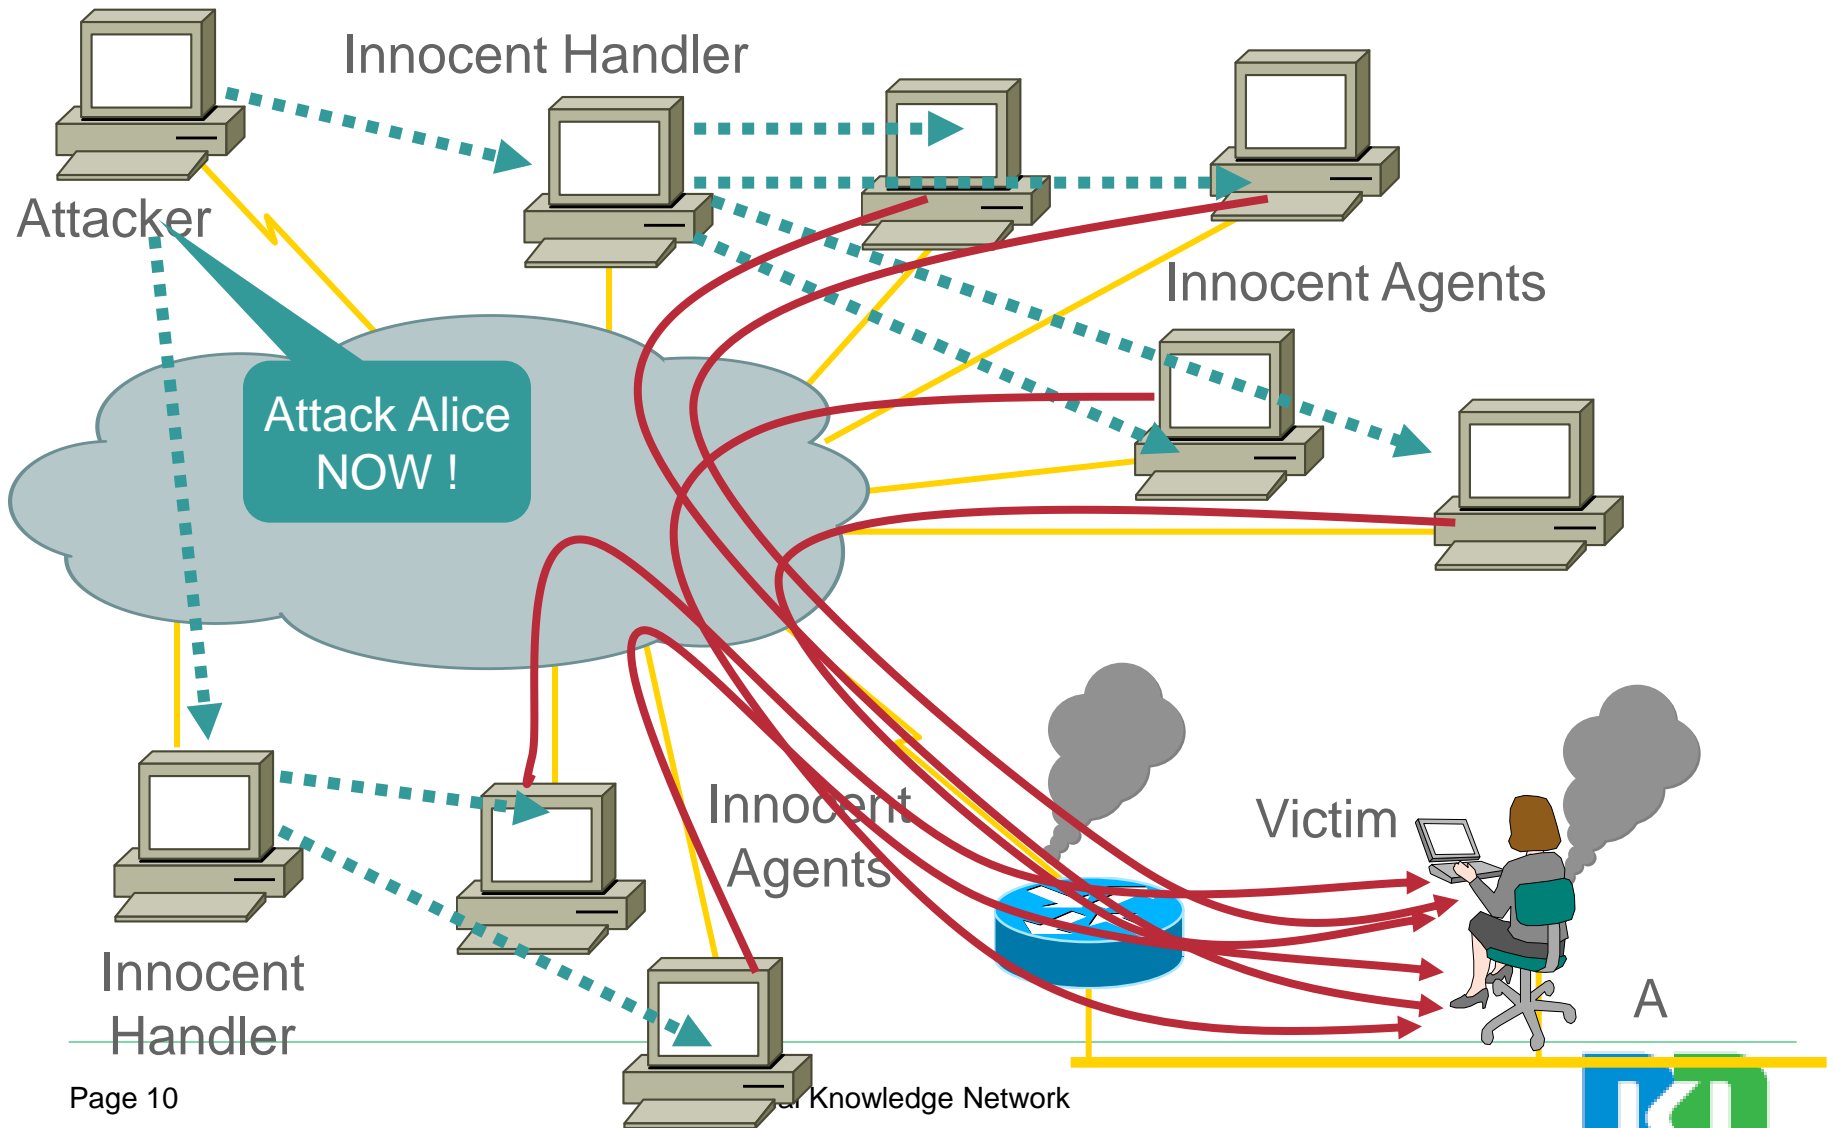 Innocent Handler
Attacker
Innocent Agents
Attack Alice
NOW !
Innocent
Agents
Victim
Innocent
Handler
A
Page 10
Knowledge Network